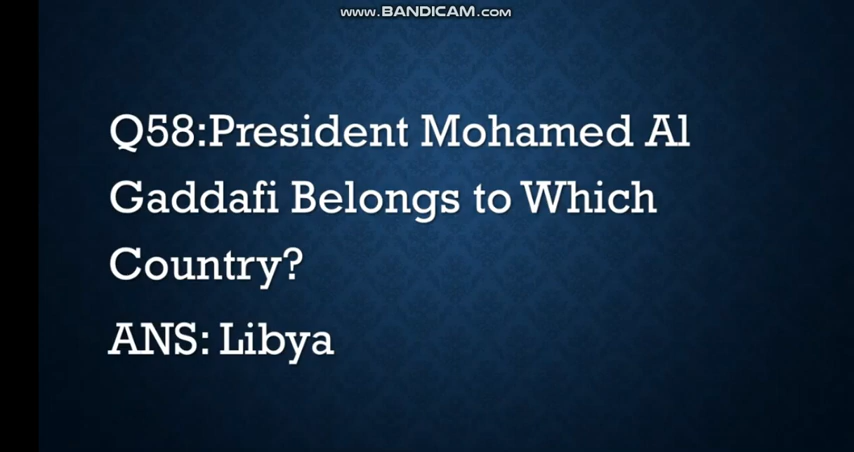 www.BANDICAM.com
Q58:President Mohamed Al
Gaddafi Belongs to Which
Country?
ANS: Libya